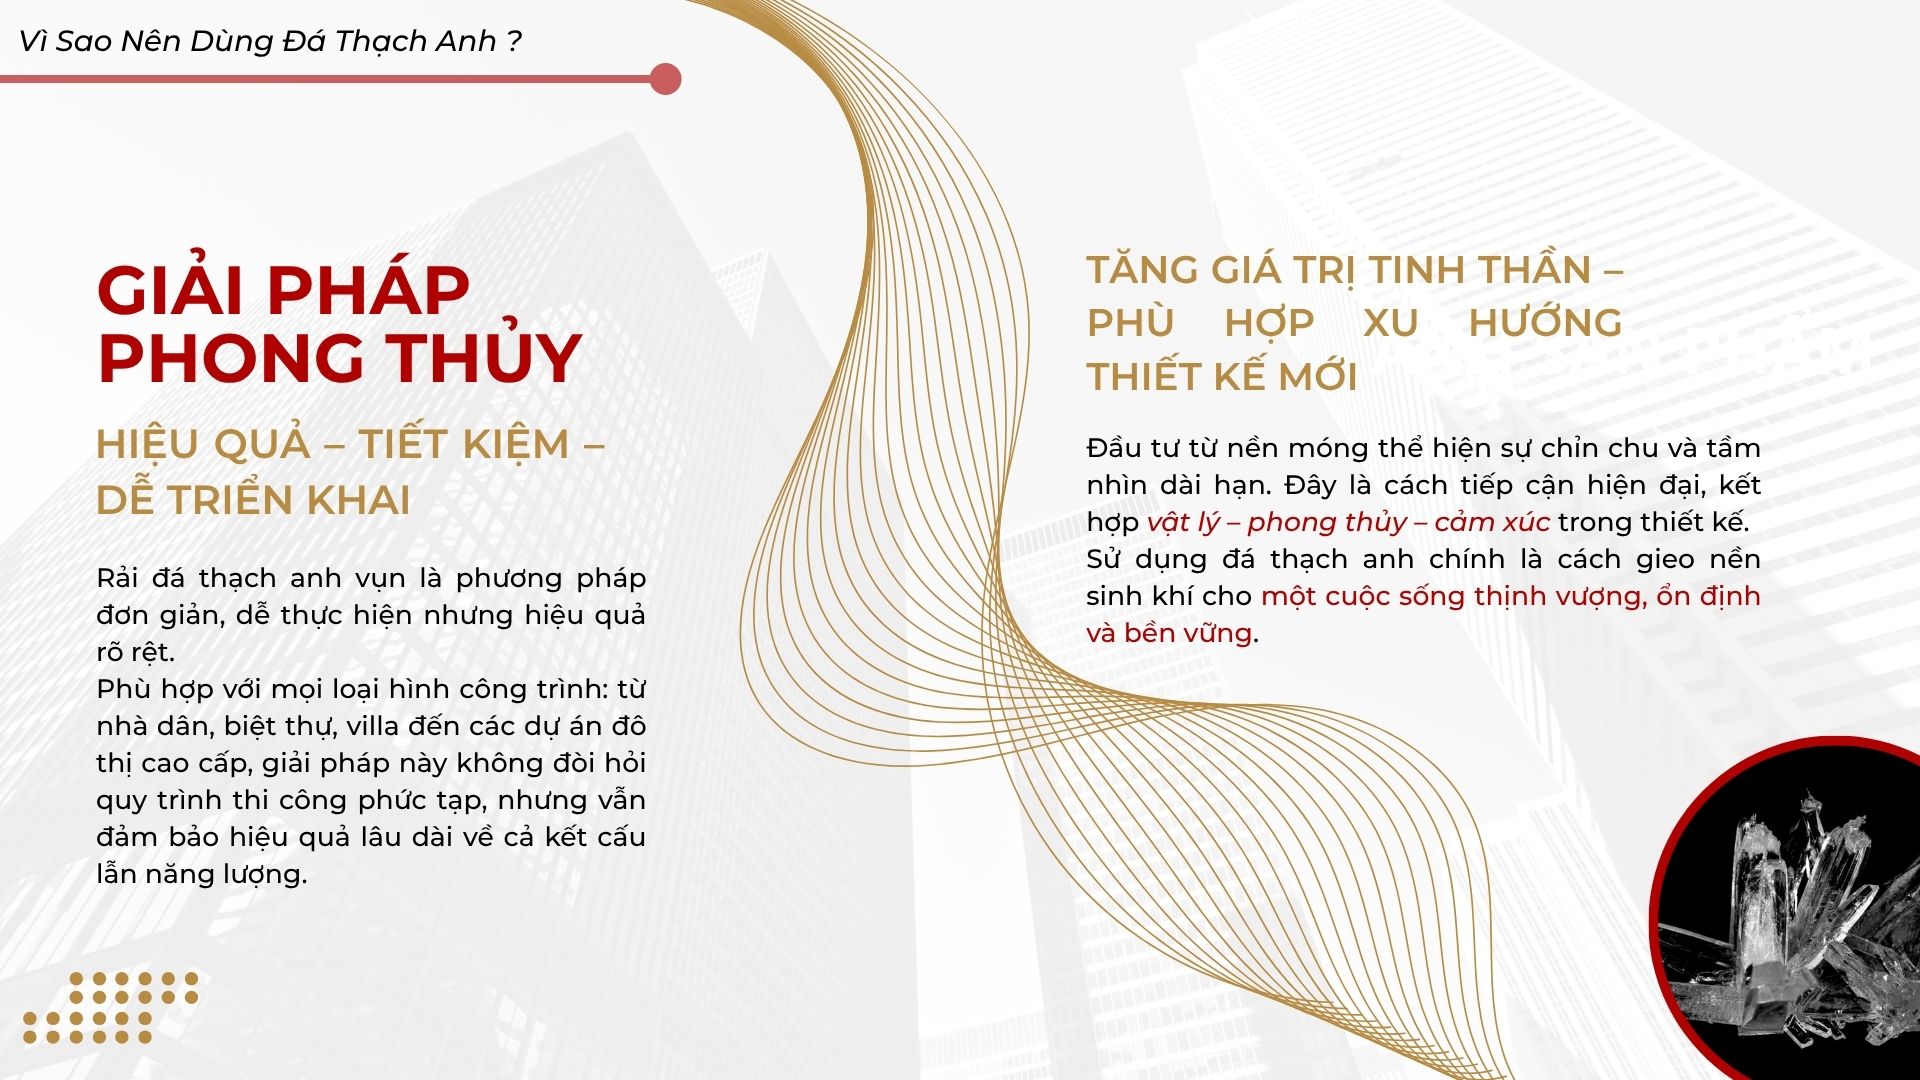 Vì Sao Nên Dùng Đá Thạch Anh ?
GIẢI PHÁP
PHONG THỦY
HIỆU QUẢ – TIẾT KIỆM –
DỄ TRIỂN KHAI
Rải đá thạch anh vụn là phương pháp
đơn giản, dễ thực hiện nhưng hiệu quả
rõ rệt.
Phù hợp với mọi loại hình công trình: từ
nhà dân, biệt thự, villa đến các dự án đô
thị cao cấp, giải pháp này không đòi hỏi
quy trình thi công phức tạp, nhưng vẫn
đảm bảo hiệu quả lâu dài về cả kết cấu
lẫn năng lượng.
TĂNG GIÁ TRỊ TINH THẦN –
PHÙ HỢP XU HƯỚNG
THIẾT KẾ MỚI
Đầu tư từ nền móng thể hiện sự chỉn chu và tầm
nhìn dài hạn. Đây là cách tiếp cận hiện đại, kết
hợp vật lý – phong thủy – cảm xúc trong thiết kế.
Sử dụng đá thạch anh chính là cách gieo nền
sinh khí cho một cuộc sống thịnh vượng, ổn định
và bền vững.